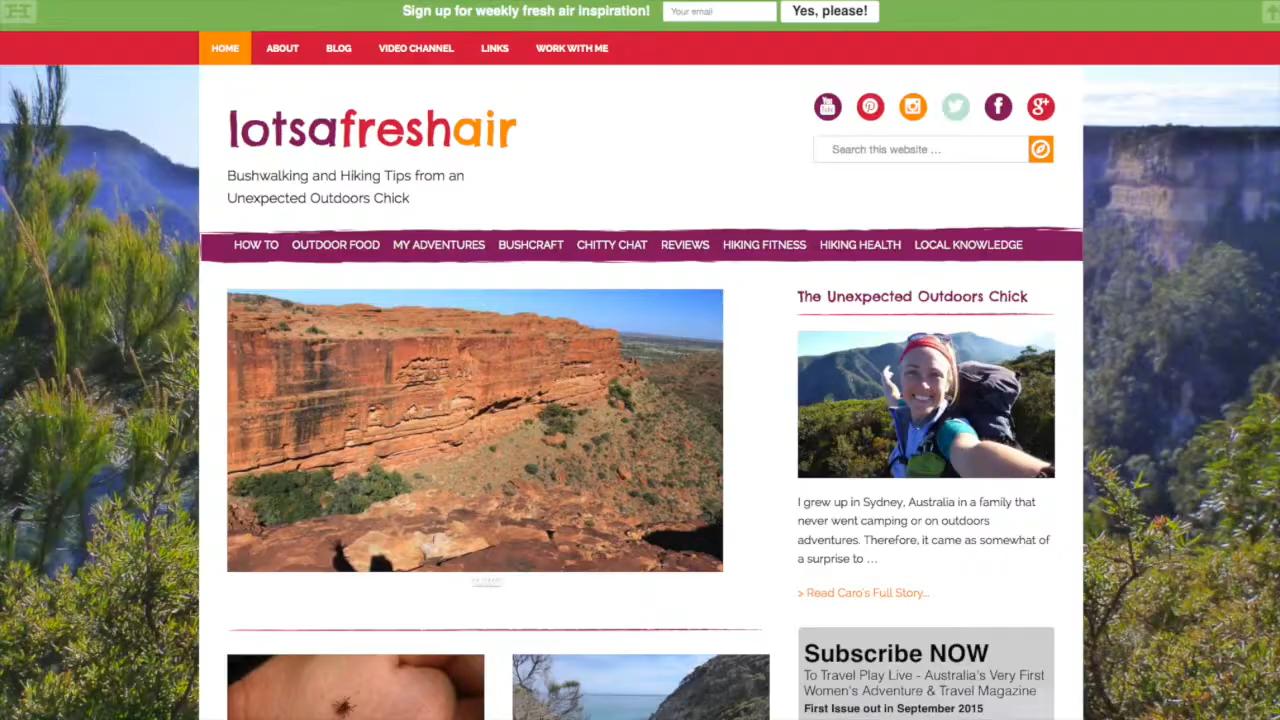 Sign up for weekly fresh air inspiration! Your email Yes, please!
HOME ABOUT BLOG VIDEO CHANNEL LINKS WORK WITH ME
lotsafreshair
Search this website ...
Bushwalking and Hiking Tips from an
Unexpected Outdoors Chick
HOW TO OUTDOOR FOOD MY ADVENTURES BUSHCRAFT CHITTY CHAT REVIEWS HIKING FITNESS HIKING HEALTH LOCAL KNOWLEDGE
The Unexpected Outdoors Chick
I grew up in Sydney, Australia in a family that
never went camping or on outdoors
adventures. Therefore, it came as somewhat of
a surprise to ...
> Read Caro's Full Story...
Subscribe NOW
To Travel Play Live - Australia's Very First
Women's Adventure & Travel Magazine
First Issue out in September 2015